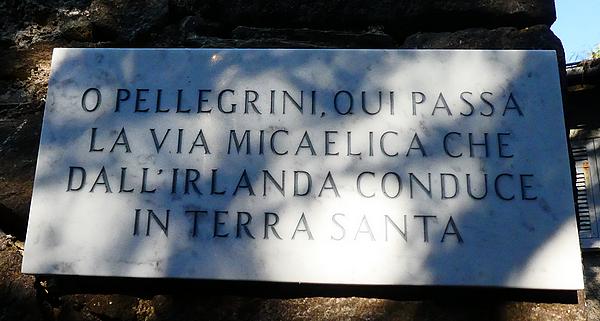 O PELLEGRINI, QUI PASSA
LA VIA MICAELICA CHE
DALL'IRLANDA CONDUCE
IN TERRA SANTA